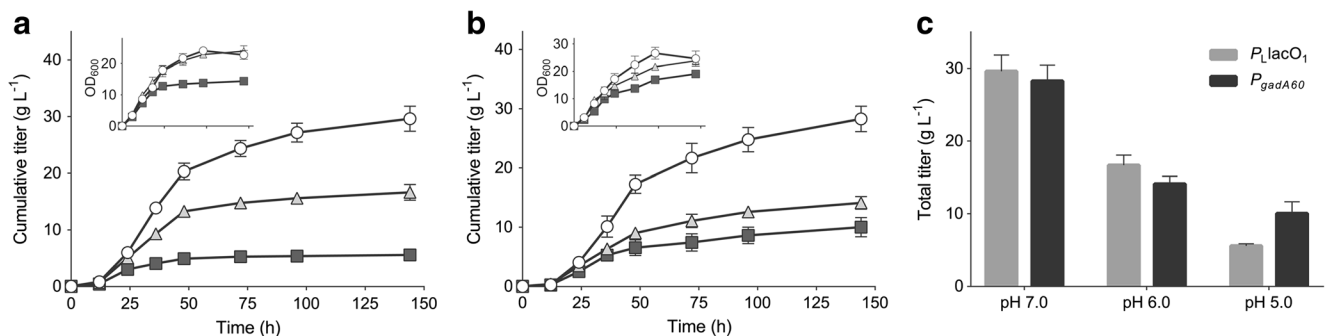 a
40
30
20
10
0
Cumulative titer (g L⁻¹)
0 25 50 75 100 125 150
Time (h)
20
10
0
OD₆₀₀
b
40
30
20
10
0
Cumulative titer (g L⁻¹)
0 25 50 75 100 125 150
Time (h)
30
20
10
0
OD₆₀₀
c
30
20
10
0
Total titer (g L⁻¹)
P_LlacO₁
P_gadA60
pH 7.0 pH 6.0 pH 5.0